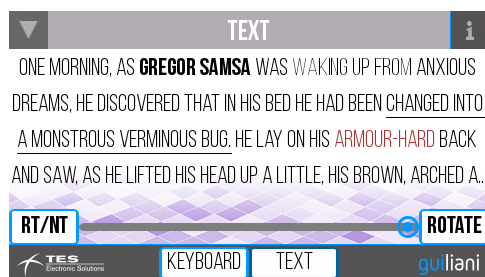 TEXT
i
ONE MORNING, AS GREGOR SAMSA WAS WAKING UP FROM ANXIOUS
DREAMS, HE DISCOVERED THAT IN HIS BED HE HAD BEEN CHANGED INTO
A MONSTROUS VERMINOUS BUG. HE LAY ON HIS ARMOUR-HARD BACK
AND SAW, AS HE LIFTED HIS HEAD UP A LITTLE, HIS BROWN, ARCHED A..
RT/NT
ROTATE
TES
Electronic Solutions
KEYBOARD
TEXT
guiliani